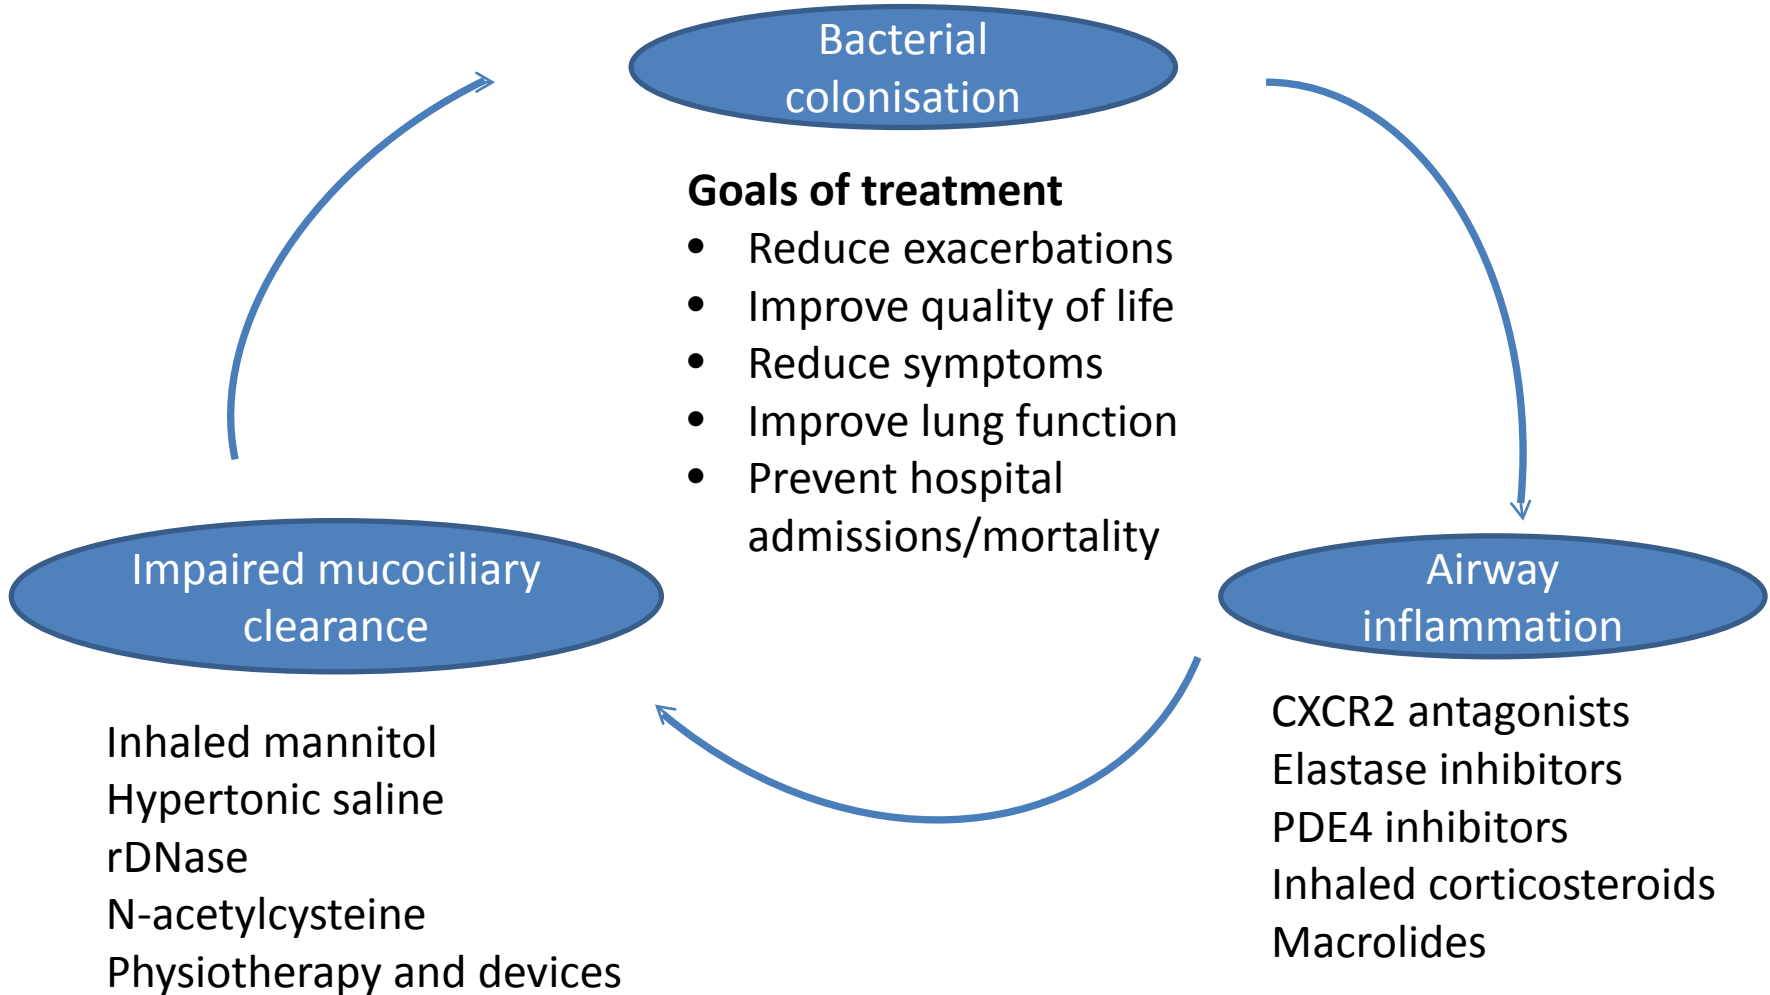 Bacterial
colonisation
Goals of treatment
• Reduce exacerbations
• Improve quality of life
• Reduce symptoms
• Improve lung function
• Prevent hospital
admissions/mortality
Impaired mucociliary
clearance
Airway
inflammation
Inhaled mannitol
Hypertonic saline
rDNase
N-acetylcysteine
Physiotherapy and devices
CXCR2 antagonists
Elastase inhibitors
PDE4 inhibitors
Inhaled corticosteroids
Macrolides